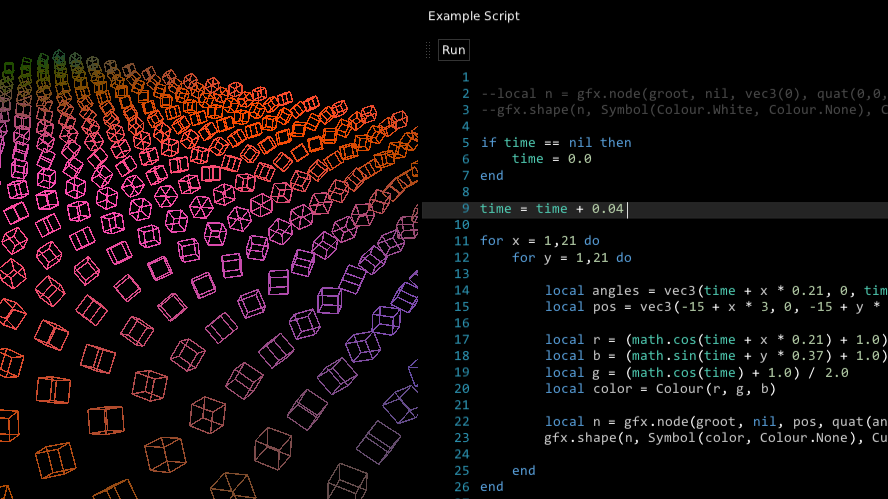 Example Script
Run
1
2 --local n = gfx.node(groot, nil, vec3(0), quat(0,0,
3 --gfx.shape(n, Symbol(Colour.White, Colour.None), C
4
5 if time == nil then
6     time = 0.0
7 end
8
9 time = time + 0.04
10
11 for x = 1,21 do
12     for y = 1,21 do
13
14         local angles = vec3(time + x * 0.21, 0, tim
15         local pos = vec3(-15 + x * 3, 0, -15 + y *
16
17         local r = (math.cos(time + x * 0.21) + 1.0)
18         local b = (math.sin(time + y * 0.37) + 1.0)
19         local g = (math.cos(time) + 1.0) / 2.0
20         local color = Colour(r, g, b)
21
22         local n = gfx.node(groot, nil, pos, quat(an
23         gfx.shape(n, Symbol(color, Colour.None), Cu
24
25     end
26 end